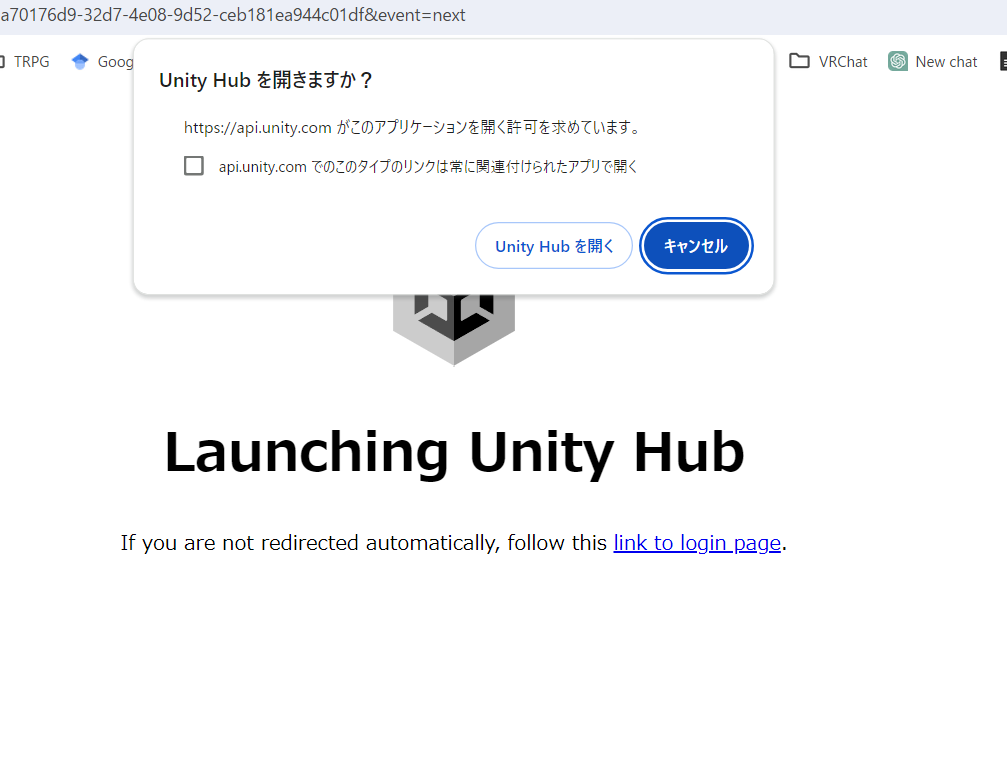 a70176d9-32d7-4e08-9d52-ceb181ea944c01df&event=next
TRPG
Goog
VRChat
New chat
Unity Hub を開きますか？
https://api.unity.com がこのアプリケーションを開く許可を求めています。
api.unity.com でのこのタイプのリンクは常に関連付けられたアプリで開く
Unity Hub を開く
キャンセル
Launching Unity Hub
If you are not redirected automatically, follow this link to login page.